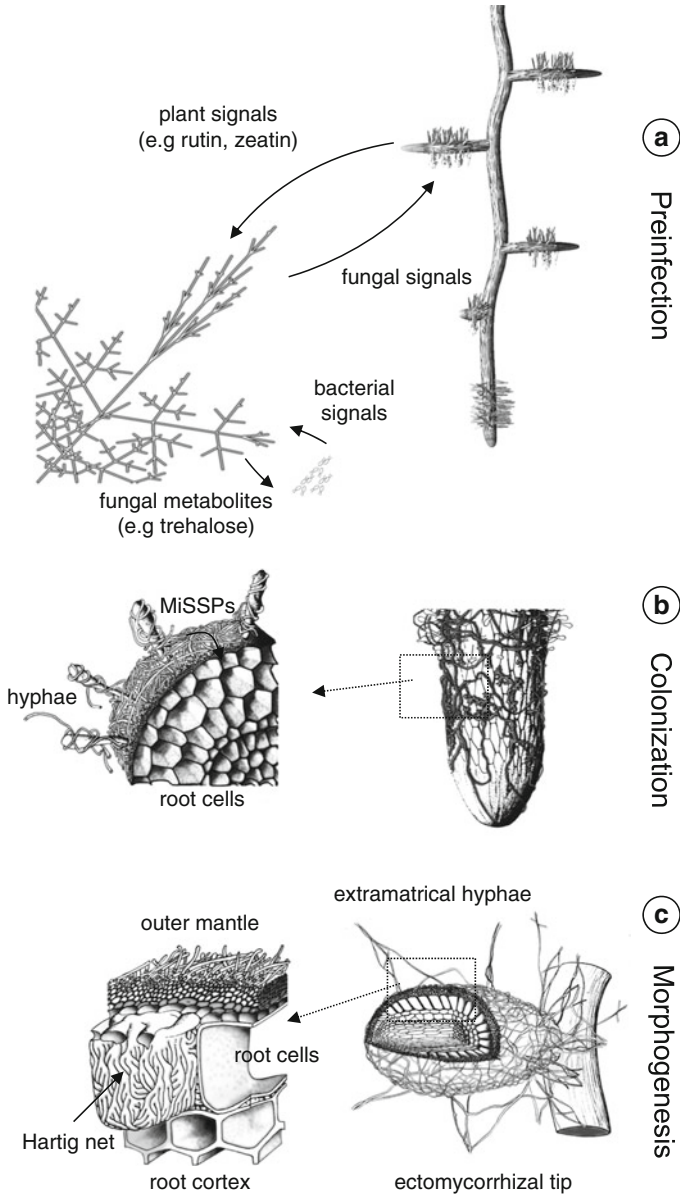 plant signals
(e.g rutin, zeatin)
a
Preinfection
fungal signals
bacterial
signals
fungal metabolites
(e.g trehalose)
b
Colonization
MiSSPs
hyphae
root cells
c
Morphogenesis
extramatrical hyphae
outer mantle
root cells
Hartig net
root cortex
ectomycorrhizal tip